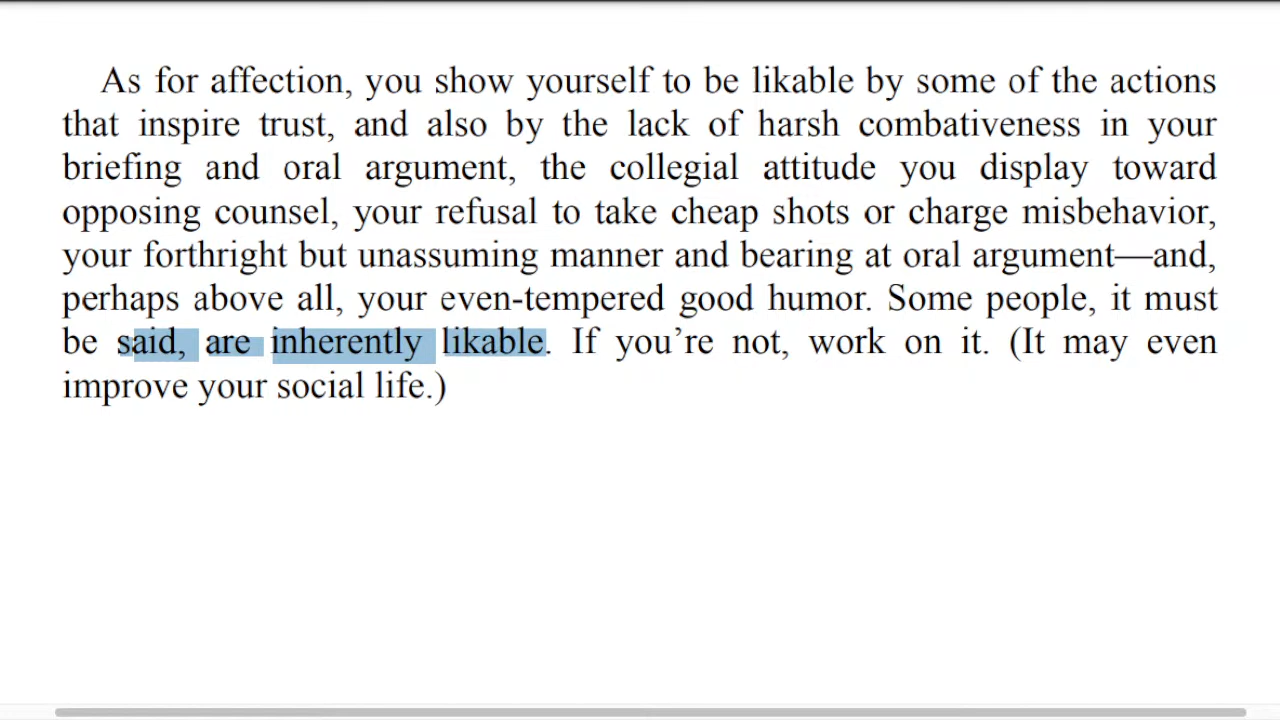 As for affection, you show yourself to be likable by some of the actions
that inspire trust, and also by the lack of harsh combativeness in your
briefing and oral argument, the collegial attitude you display toward
opposing counsel, your refusal to take cheap shots or charge misbehavior,
your forthright but unassuming manner and bearing at oral argument—and,
perhaps above all, your even-tempered good humor. Some people, it must
be said, are inherently likable. If you’re not, work on it. (It may even
improve your social life.)